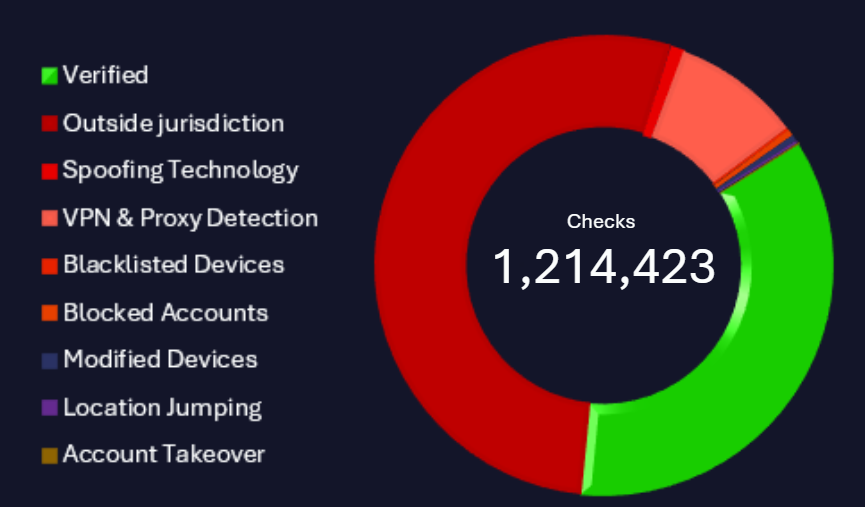 Verified
Outside jurisdiction
Spoofing Technology
VPN & Proxy Detection
Blacklisted Devices
Blocked Accounts
Modified Devices
Location Jumping
Account Takeover
Checks
1,214,423